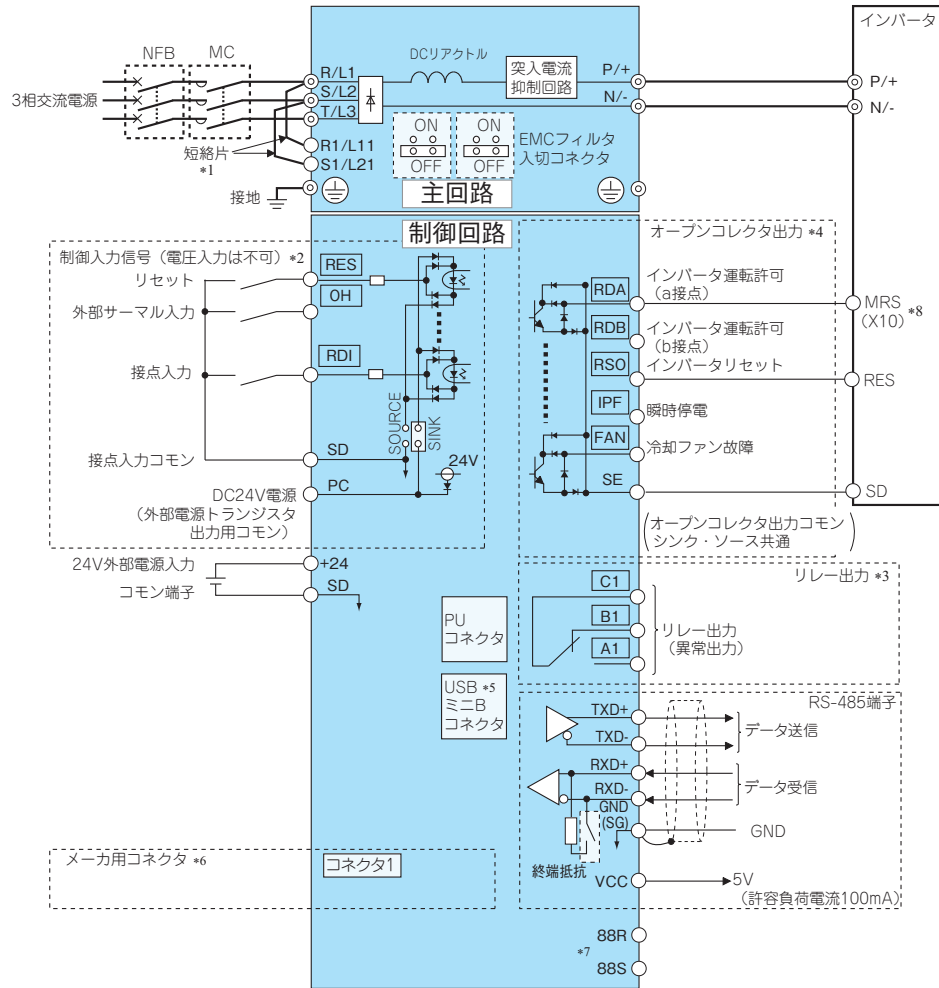 インバータ
NFB
MC
R/L1
S/L2
T/L3
DCリアクトル
突入電流
抑制回路
P/+
N/-
P/+
N/-
3相交流電源
短絡片
*1
R1/L11
S1/L21
ON
OFF
ON
OFF
EMCフィルタ
入切コネクタ
接地
主回路
制御回路
制御入力信号（電圧入力は不可）*2
リセット
RES
外部サーマル入力
OH
接点入力
RDI
SOURCE
SINK
接点入力コモン
SD
24V
PC
DC24V電源
（外部電源トランジスタ
出力用コモン）
オープンコレクタ出力 *4
RDA
インバータ運転許可
（a接点）
RDB
インバータ運転許可
（b接点）
RSO
インバータリセット
IPF
瞬時停電
FAN
冷却ファン故障
SE
（オープンコレクタ出力コモン
シンク・ソース共通）
MRS
(X10)
*8
RES
SD
24V外部電源入力
+24
コモン端子
SD
PU
コネクタ
USB *5
ミニB
コネクタ
リレー出力 *3
C1
B1
A1
リレー出力
（異常出力）
RS-485端子
TXD+
TXD-
データ送信
RXD+
RXD-
データ受信
GND
(SG)
GND
終端抵抗
VCC
5V
（許容負荷電流100mA）
メーカ用コネクタ *6
コネクタ1
*7
88R
88S